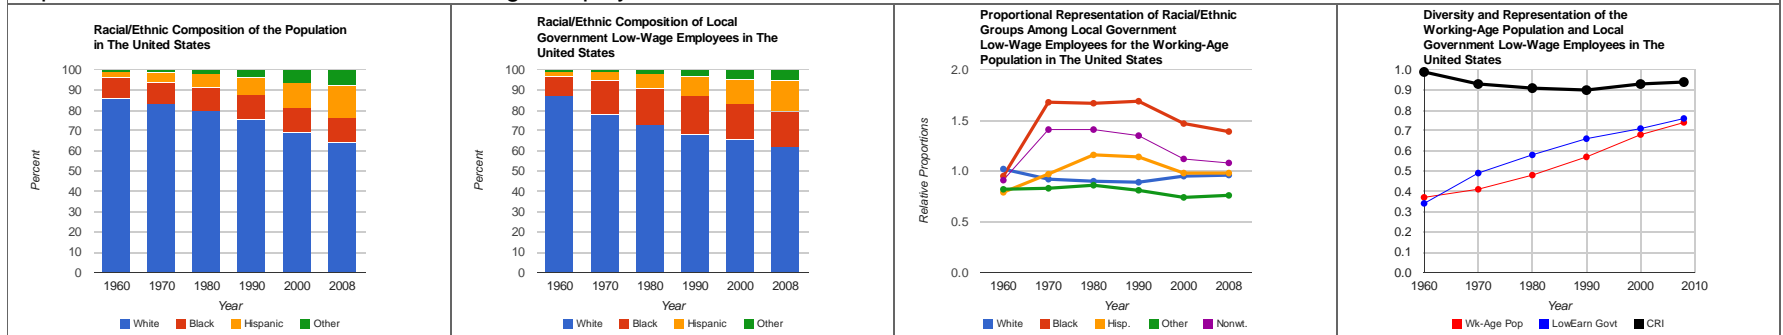 Racial/Ethnic Composition of the Population
in The United States
100
90
80
70
60
50
40
30
20
10
0
Percent
1960 1970 1980 1990 2000 2008
Year
White Black Hispanic Other
Racial/Ethnic Composition of Local
Government Low-Wage Employees in The
United States
100
90
80
70
60
50
40
30
20
10
0
Percent
1960 1970 1980 1990 2000 2008
Year
White Black Hispanic Other
Proportional Representation of Racial/Ethnic
Groups Among Local Government
Low-Wage Employees for the Working-Age
Population in The United States
2.0
1.5
1.0
0.5
0.0
Relative Proportions
1960 1970 1980 1990 2000 2008
Year
White Black Hisp. Other Nonwt.
Diversity and Representation of the
Working-Age Population and Local
Government Low-Wage Employees in The
United States
1.0
0.9
0.8
0.7
0.6
0.5
0.4
0.3
0.2
0.1
0.0
1960 1970 1980 1990 2000 2010
Year
Wk-Age Pop LowEarn Govt CRI